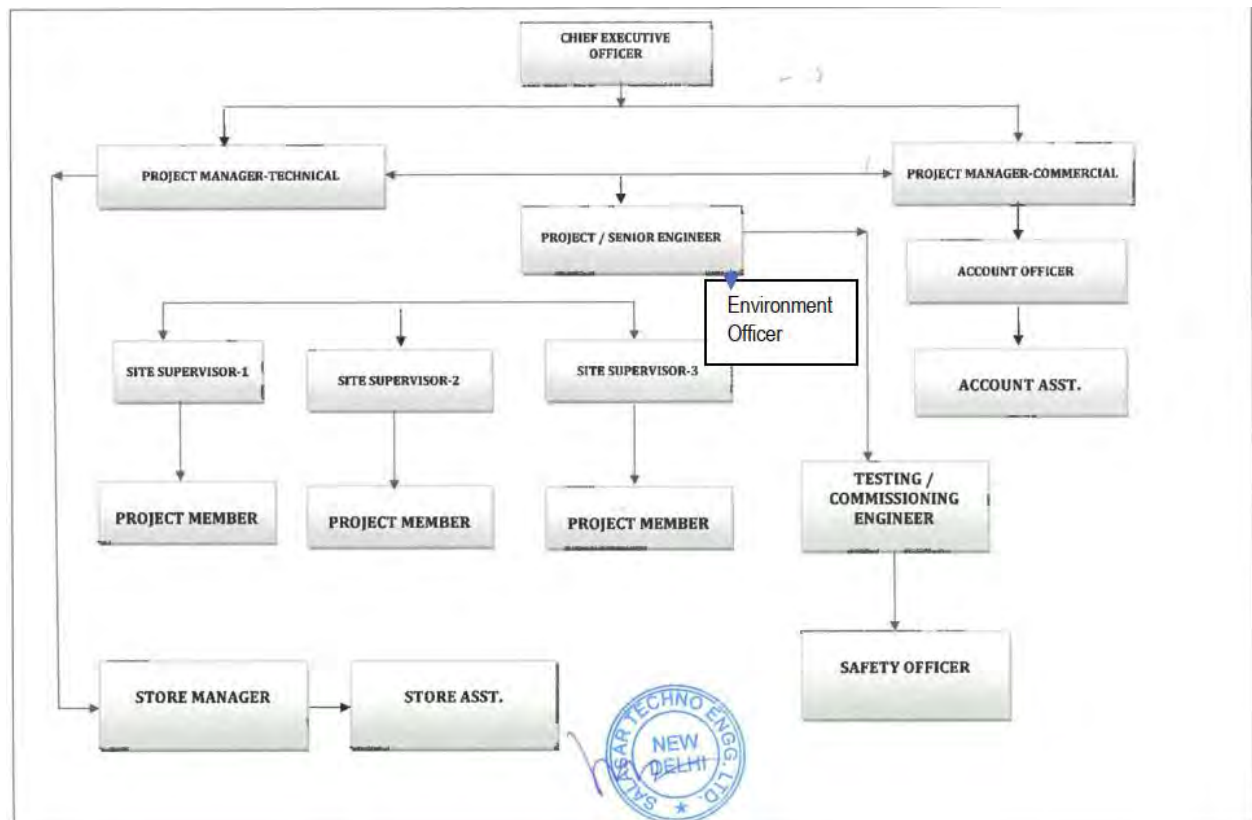 CHIEF EXECUTIVE
OFFICER
PROJECT MANAGER-TECHNICAL
PROJECT MANAGER-COMMERCIAL
PROJECT / SENIOR ENGINEER
ACCOUNT OFFICER
Environment
Officer
SITE SUPERVISOR-1
SITE SUPERVISOR-2
SITE SUPERVISOR-3
ACCOUNT ASST.
TESTING /
COMMISSIONING
ENGINEER
PROJECT MEMBER
PROJECT MEMBER
PROJECT MEMBER
SAFETY OFFICER
STORE MANAGER
STORE ASST.
SALASAR TECHNO ENGG. LTD.
NEW
DELHI